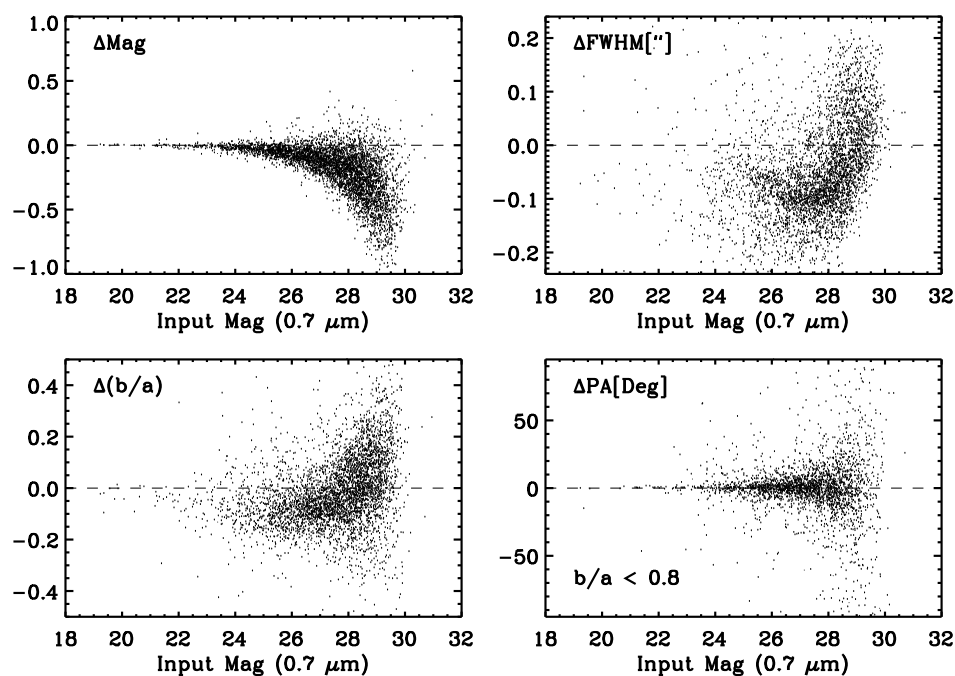 ΔMag
1.0
0.5
0.0
−0.5
−1.0
18 20 22 24 26 28 30 32
Input Mag (0.7 μm)
ΔFWHM["]
0.2
0.1
0.0
−0.1
−0.2
18 20 22 24 26 28 30 32
Input Mag (0.7 μm)
Δ(b/a)
0.4
0.2
0.0
−0.2
−0.4
18 20 22 24 26 28 30 32
Input Mag (0.7 μm)
ΔPA[Deg]
50
0
−50
b/a < 0.8
18 20 22 24 26 28 30 32
Input Mag (0.7 μm)